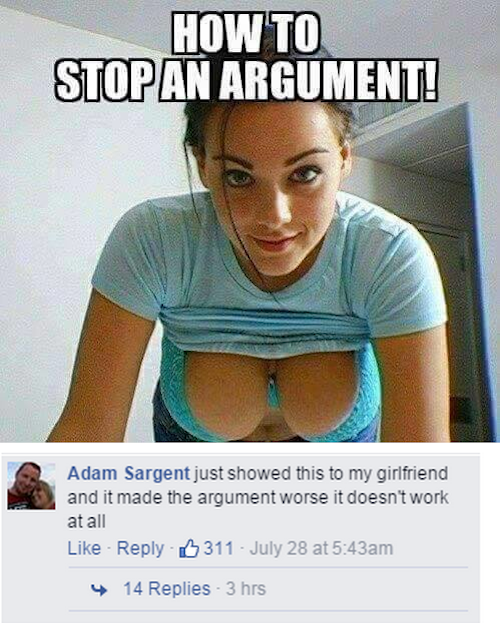 HOW TO
STOP AN ARGUMENT!
Adam Sargent just showed this to my girlfriend
and it made the argument worse it doesn't work
at all
Like · Reply · 311 · July 28 at 5:43am
14 Replies · 3 hrs